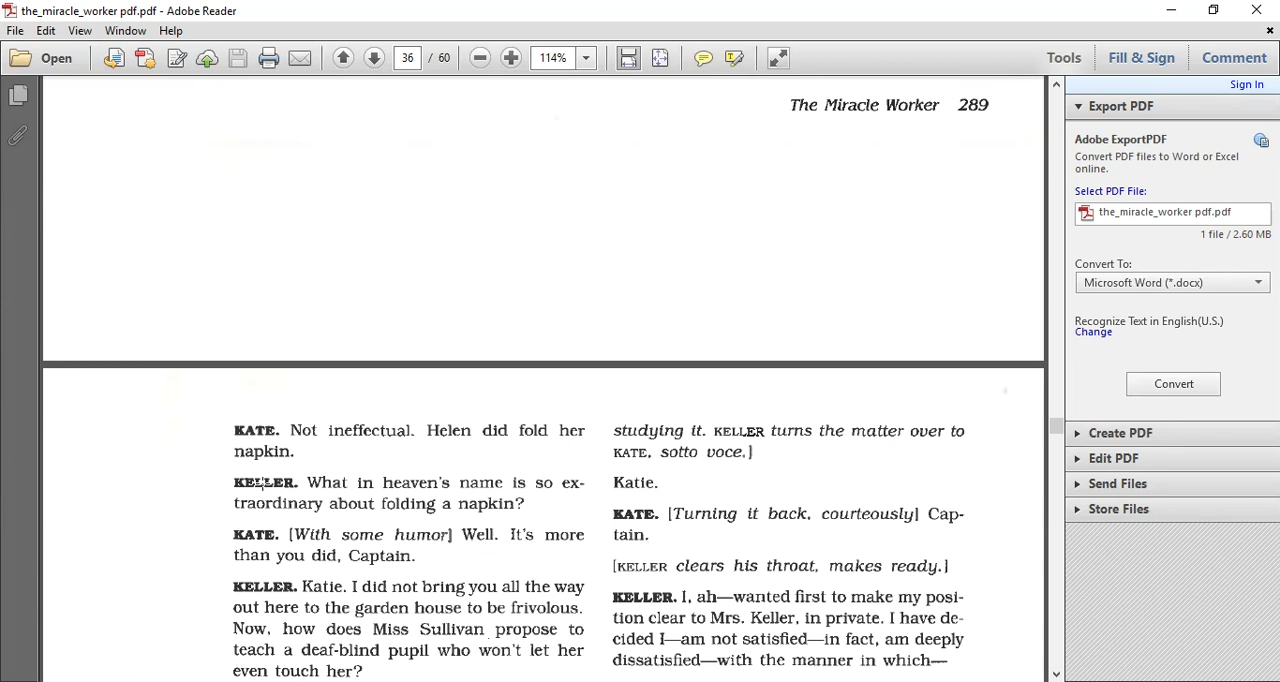 the_miracle_worker pdf.pdf - Adobe Reader
File Edit View Window Help
Open 36 / 60 114% Tools Fill & Sign Comment
Sign In
The Miracle Worker 289
KATE. Not ineffectual. Helen did fold her
napkin.
KELLER. What in heaven's name is so ex-
traordinary about folding a napkin?
KATE. [With some humor] Well. It's more
than you did, Captain.
KELLER. Katie. I did not bring you all the way
out here to the garden house to be frivolous.
Now, how does Miss Sullivan propose to
teach a deaf-blind pupil who won't let her
even touch her?
studying it. KELLER turns the matter over to
KATE, sotto voce.]
Katie.
KATE. [Turning it back, courteously] Cap-
tain.
[KELLER clears his throat, makes ready.]
KELLER. I, ah—wanted first to make my posi-
tion clear to Mrs. Keller, in private. I have de-
cided I—am not satisfied—in fact, am deeply
dissatisfied—with the manner in which—
Export PDF
Adobe ExportPDF
Convert PDF files to Word or Excel
online.
Select PDF File:
the_miracle_worker pdf.pdf
1 file / 2.60 MB
Convert To:
Microsoft Word (*.docx)
Recognize Text in English(U.S.)
Change
Convert
Create PDF
Edit PDF
Send Files
Store Files